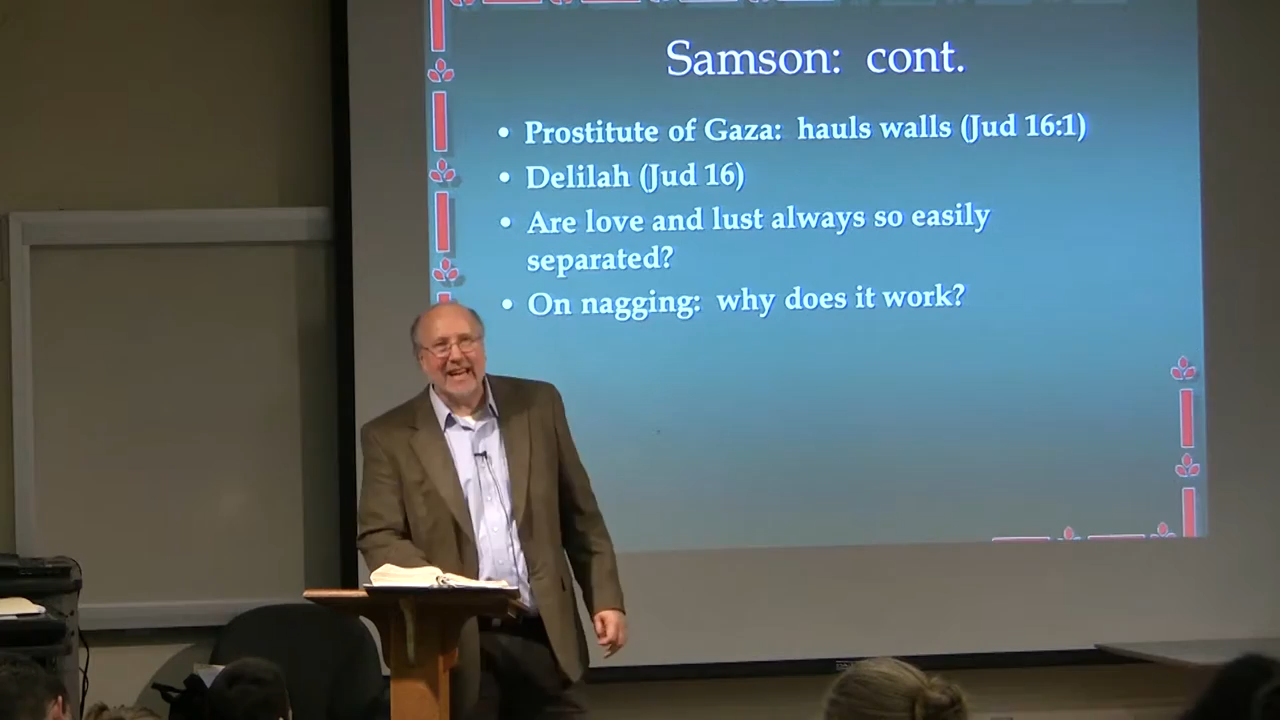 Samson: cont.
• Prostitute of Gaza: hauls walls (Jud 16:1)
• Delilah (Jud 16)
• Are love and lust always so easily
separated?
• On nagging: why does it work?